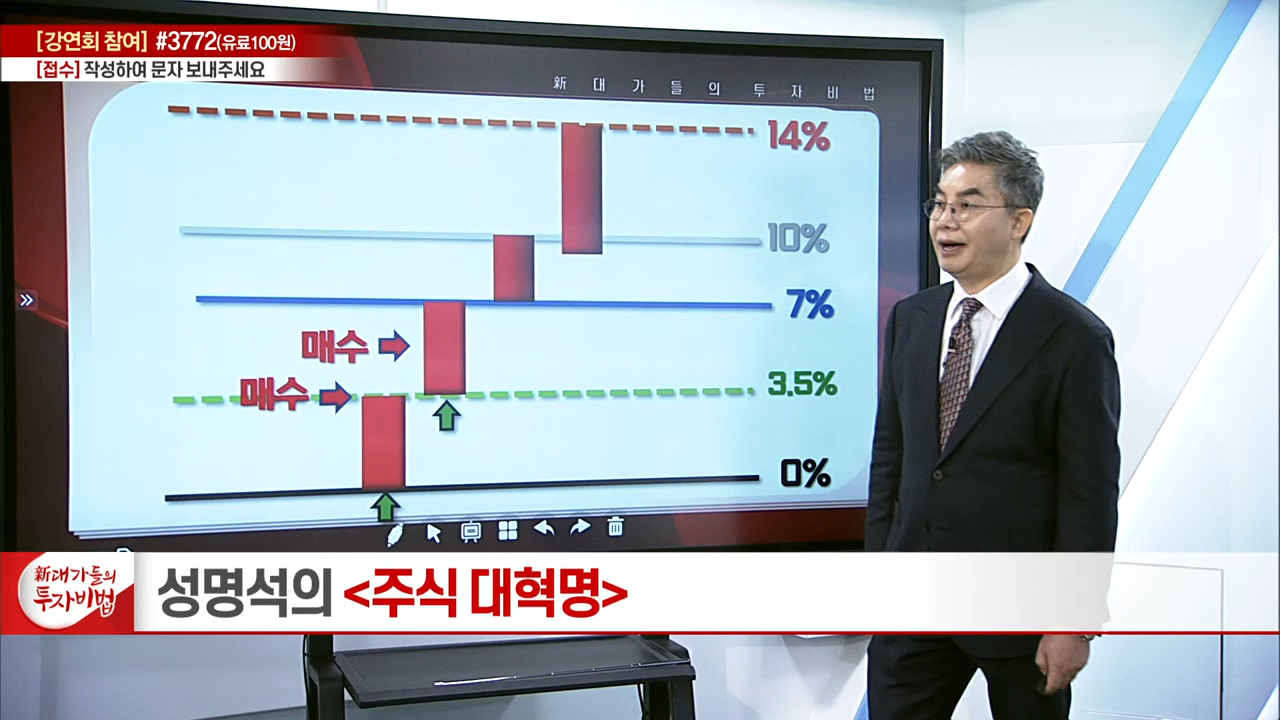 [강연회 참여] #3772(유료100원)
[접수] 작성하여 문자 보내주세요
新 대 가 들 의 투 자 비 법
14%
10%
7%
매수
매수
3.5%
0%
新대가들의
투자비법
성명석의 <주식 대혁명>